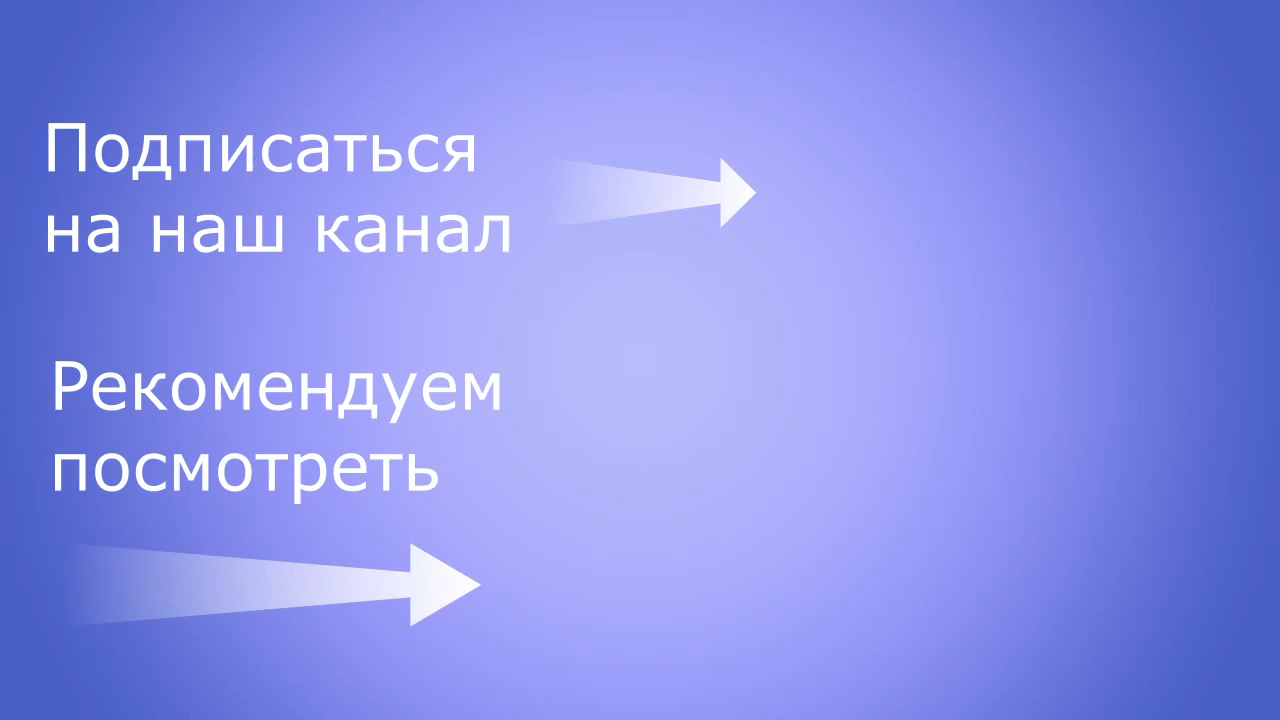 Подписаться
на наш канал
Рекомендуем
посмотреть